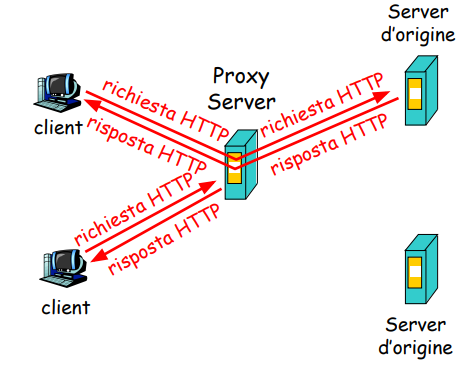 Server
d'origine
Proxy
Server
client
richiesta HTTP
risposta HTTP
richiesta HTTP
risposta HTTP
richiesta HTTP
risposta HTTP
client
Server
d'origine